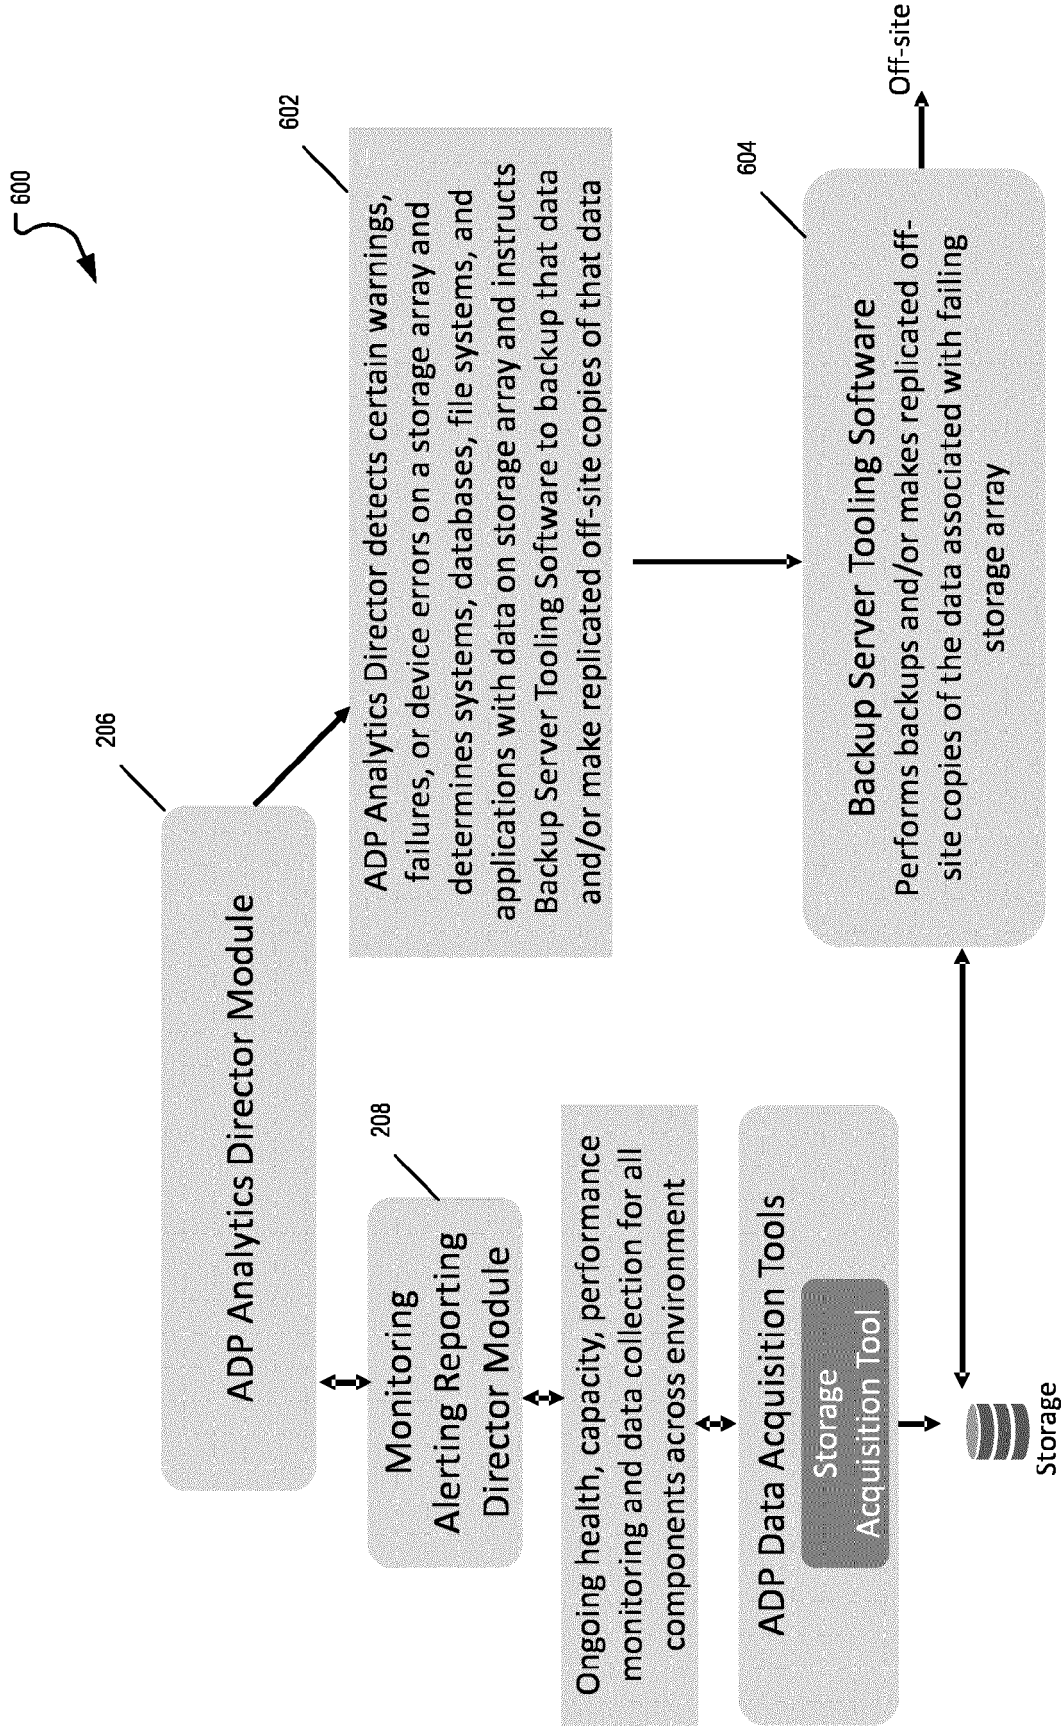 600
206
ADP Analytics Director Module
602
ADP Analytics Director detects certain warnings,
failures, or device errors on a storage array and
determines systems, databases, file systems, and
applications with data on storage array and instructs
Backup Server Tooling Software to backup that data
and/or make replicated off-site copies of that data
208
Monitoring
Alerting Reporting
Director Module
Ongoing health, capacity, performance
monitoring and data collection for all
components across environment
ADP Data Acquisition Tools
Storage
Acquisition Tool
Storage
604
Backup Server Tooling Software
Performs backups and/or makes replicated off-
site copies of the data associated with failing
storage array
Off-site